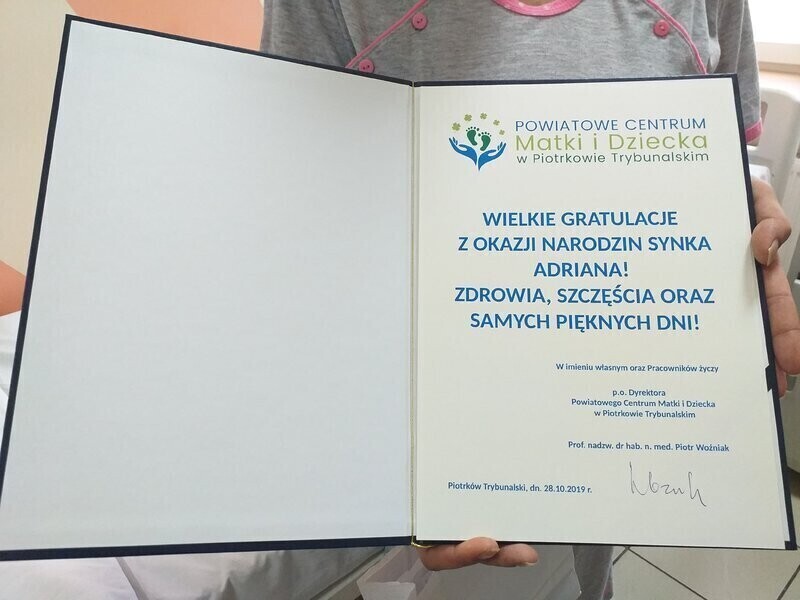 POWIATOWE CENTRUM
Matki i Dziecka
w Piotrkowie Trybunalskim
WIELKIE GRATULACJE
Z OKAZJI NARODZIN SYNKA
ADRIANA!
ZDROWIA, SZCZĘŚCIA ORAZ
SAMYCH PIĘKNYCH DNI!
W imieniu własnym oraz Pracowników życzy
p.o. Dyrektora
Powiatowego Centrum Matki i Dziecka
w Piotrkowie Trybunalskim
Prof. nadzw. dr hab. n. med. Piotr Woźniak
Piotrków Trybunalski, dn. 28.10.2019 r.